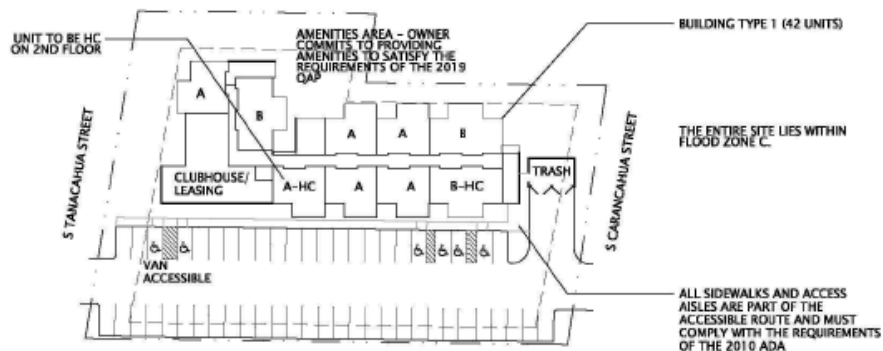 UNIT TO BE HC
ON 2ND FLOOR
AMENITIES AREA – OWNER
COMMITS TO PROVIDING
AMENITIES TO SATISFY THE
REQUIREMENTS OF THE 2019
QAP
BUILDING TYPE 1 (42 UNITS)
S TANACAHUA STREET
A
B
A
A
B
THE ENTIRE SITE LIES WITHIN
FLOOD ZONE C.
S CARANCAHUA STREET
CLUBHOUSE/
LEASING
A-HC
A
A
B-HC
TRASH
VAN
ACCESSIBLE
ALL SIDEWALKS AND ACCESS
AISLES ARE PART OF THE
ACCESSIBLE ROUTE AND MUST
COMPLY WITH THE REQUIREMENTS
OF THE 2010 ADA